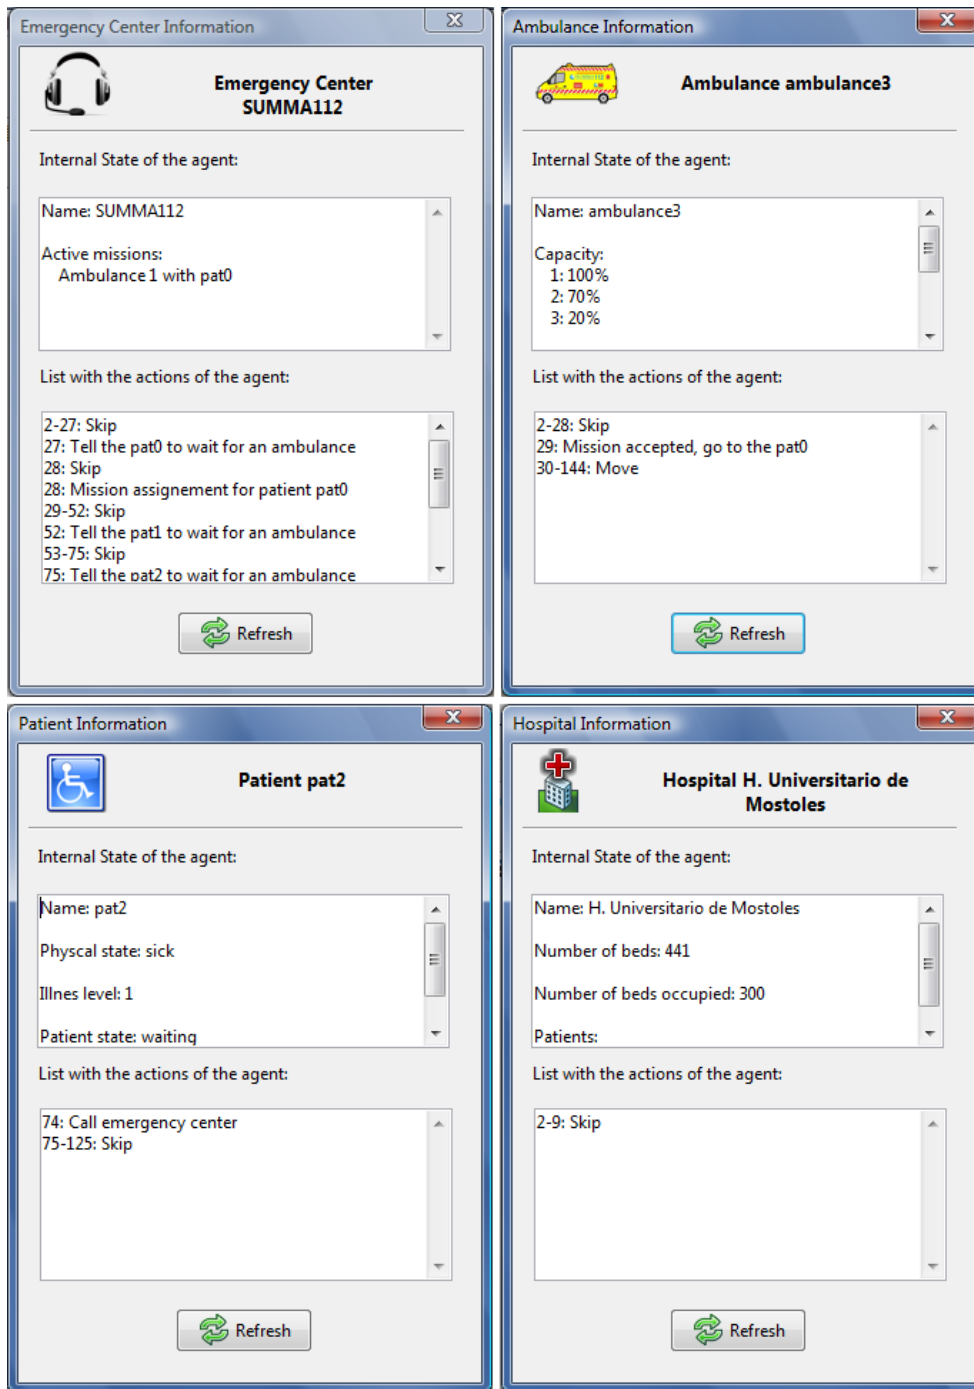 Emergency Center Information
Emergency Center
SUMMA112
Internal State of the agent:
Name: SUMMA112
Active missions:
Ambulance 1 with pat0
List with the actions of the agent:
2-27: Skip
27: Tell the pat0 to wait for an ambulance
28: Skip
28: Mission assignement for patient pat0
29-52: Skip
52: Tell the pat1 to wait for an ambulance
53-75: Skip
75: Tell the pat2 to wait for an ambulance
Refresh
Ambulance Information
Ambulance ambulance3
Internal State of the agent:
Name: ambulance3
Capacity:
1: 100%
2: 70%
3: 20%
List with the actions of the agent:
2-28: Skip
29: Mission accepted, go to the pat0
30-144: Move
Refresh
Patient Information
Patient pat2
Internal State of the agent:
Name: pat2
Physcal state: sick
Illnes level: 1
Patient state: waiting
List with the actions of the agent:
74: Call emergency center
75-125: Skip
Refresh
Hospital Information
Hospital H. Universitario de
Mostoles
Internal State of the agent:
Name: H. Universitario de Mostoles
Number of beds: 441
Number of beds occupied: 300
Patients:
List with the actions of the agent:
2-9: Skip
Refresh